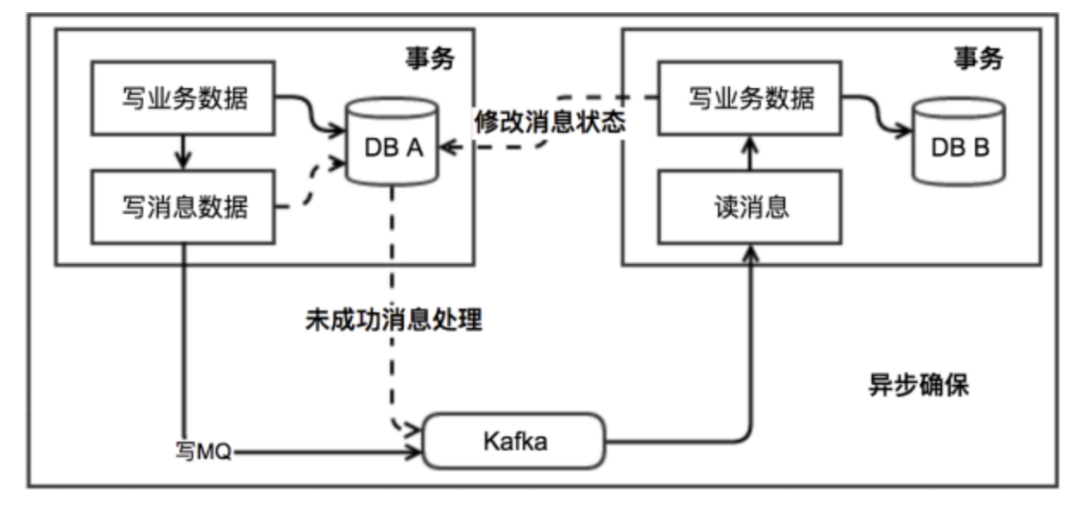 事务
事务
写业务数据
写业务数据
修改消息状态
DB A
DB B
写消息数据
读消息
未成功消息处理
异步确保
Kafka
写MQ